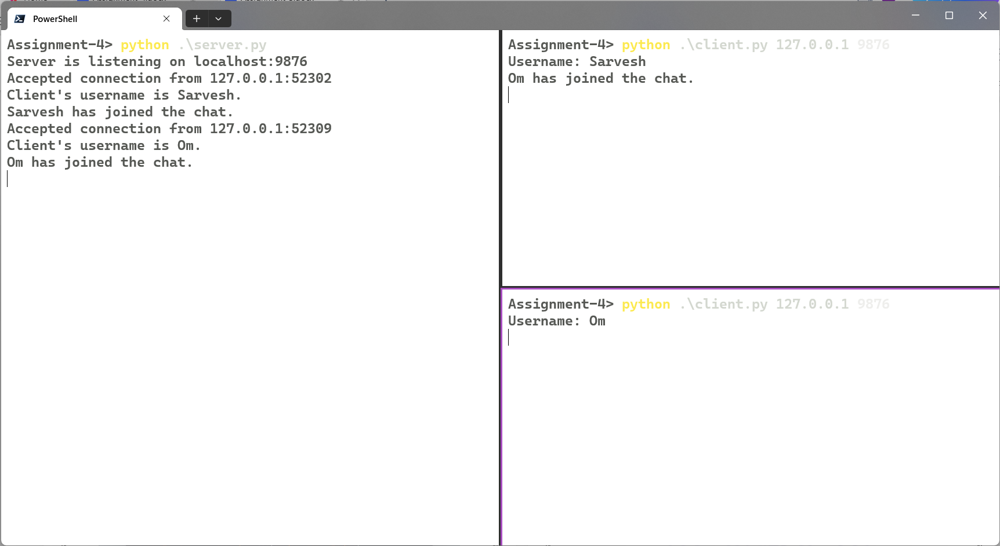 PowerShell
Assignment-4> python .\server.py
Server is listening on localhost:9876
Accepted connection from 127.0.0.1:52302
Client's username is Sarvesh.
Sarvesh has joined the chat.
Accepted connection from 127.0.0.1:52309
Client's username is Om.
Om has joined the chat.
Assignment-4> python .\client.py 127.0.0.1 9876
Username: Sarvesh
Om has joined the chat.
Assignment-4> python .\client.py 127.0.0.1 9876
Username: Om